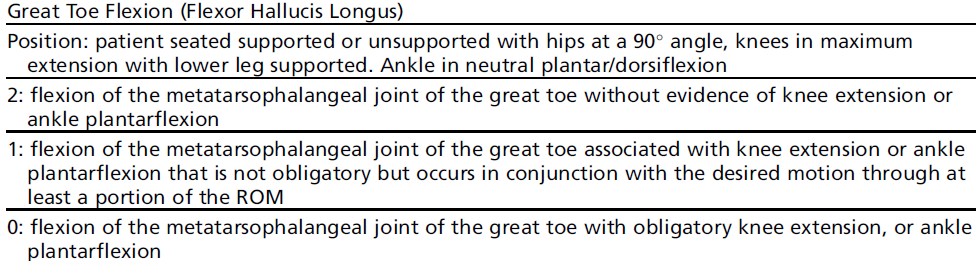 Great Toe Flexion (Flexor Hallucis Longus)
Position: patient seated supported or unsupported with hips at a 90° angle, knees in maximum
extension with lower leg supported. Ankle in neutral plantar/dorsiflexion
2: flexion of the metatarsophalangeal joint of the great toe without evidence of knee extension or
ankle plantarflexion
1: flexion of the metatarsophalangeal joint of the great toe associated with knee extension or ankle
plantarflexion that is not obligatory but occurs in conjunction with the desired motion through at
least a portion of the ROM
0: flexion of the metatarsophalangeal joint of the great toe with obligatory knee extension, or ankle
plantarflexion